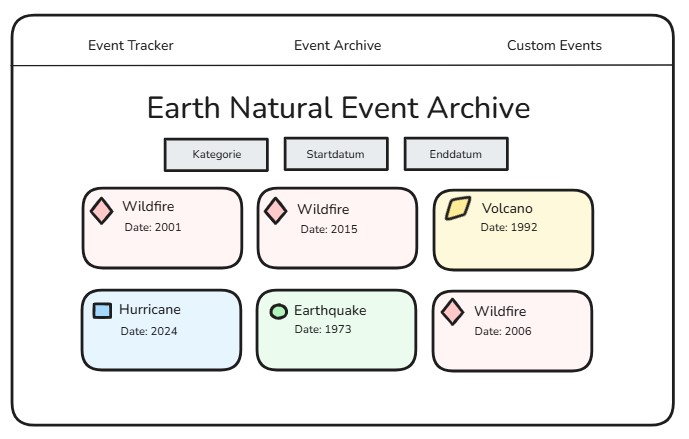 Event Tracker
Event Archive
Custom Events
Earth Natural Event Archive
Kategorie
Startdatum
Enddatum
Wildfire
Date: 2001
Wildfire
Date: 2015
Volcano
Date: 1992
Hurricane
Date: 2024
Earthquake
Date: 1973
Wildfire
Date: 2006